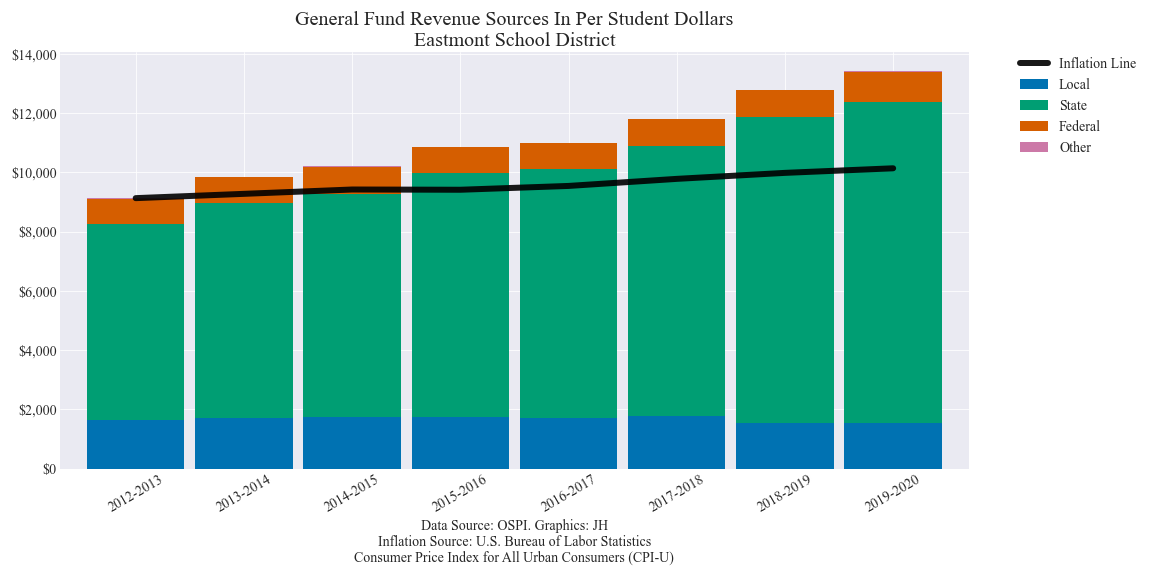 General Fund Revenue Sources In Per Student Dollars
Eastmont School District
$14,000
$12,000
$10,000
$8,000
$6,000
$4,000
$2,000
$0
Inflation Line
Local
State
Federal
Other
2012-2013
2013-2014
2014-2015
2015-2016
2016-2017
2017-2018
2018-2019
2019-2020
Data Source: OSPI. Graphics: JH
Inflation Source: U.S. Bureau of Labor Statistics
Consumer Price Index for All Urban Consumers (CPI-U)